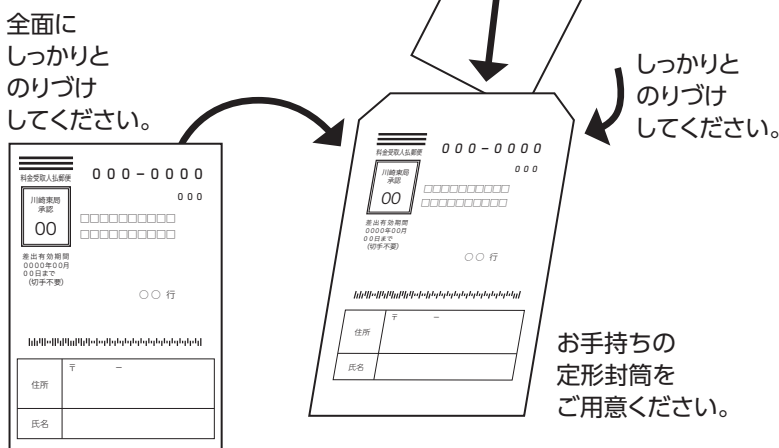 全面に
しっかりと
のりづけ
してください。
しっかりと
のりづけ
してください。
料金受取人払郵便
000-0000
000
川崎東局
承認
00
□□□□□□□□□□
□□□□□□□□□□
差出有効期間
0000年00月
00日まで
(切手不要)
○○ 行
〒 −
住所
氏名
料金受取人払郵便
000-0000
000
川崎東局
承認
00
□□□□□□□□□□
□□□□□□□□□□
差出有効期間
0000年00月
00日まで
(切手不要)
○○ 行
〒 −
住所
氏名
お手持ちの
定形封筒を
ご用意ください。